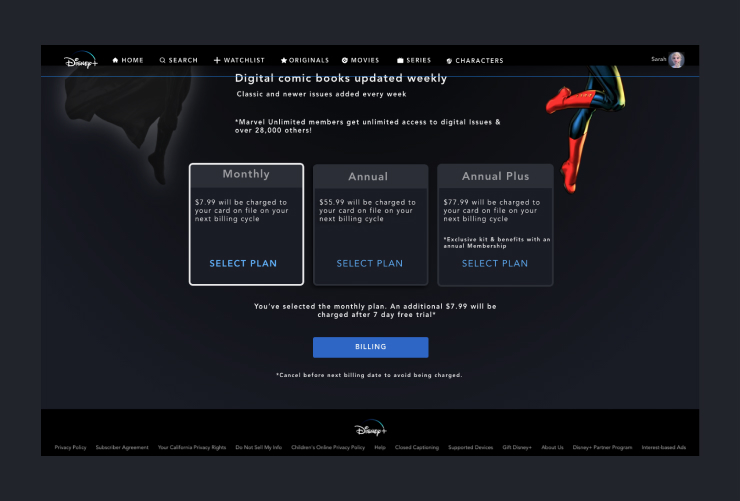 Disney+ HOME SEARCH WATCHLIST ORIGINALS MOVIES SERIES CHARACTERS Sarah
Digital comic books updated weekly
Classic and newer issues added every week
*Marvel Unlimited members get unlimited access to digital Issues &
over 28,000 others!
Monthly
$7.99 will be charged to
your card on file on your
next billing cycle
SELECT PLAN
Annual
$55.99 will be charged to
your card on file on your
next billing cycle
SELECT PLAN
Annual Plus
$77.99 will be charged to
your card on file on your
next billing cycle
*Exclusive kit & benefits with an
annual Membership
SELECT PLAN
You've selected the monthly plan. An additional $7.99 will be
charged after 7 day free trial*
BILLING
*Cancel before next billing date to avoid being charged.
Disney+
Privacy Policy Subscriber Agreement Your California Privacy Rights Do Not Sell My Info Children's Online Privacy Policy Help Closed Captioning Supported Devices Gift Disney+ About Us Disney+ Partner Program Interest-based Ads